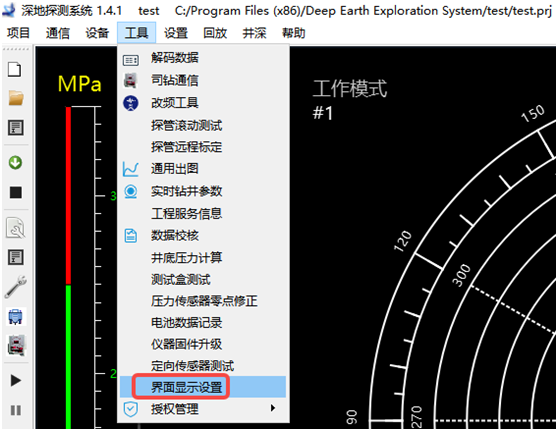 深地探测系统 1.4.1 test C:/Program Files (x86)/Deep Earth Exploration System/test/test.prj
项目 通信 设备 工具 设置 回放 井深 帮助
MPa
解码数据
司钻通信
改频工具
探管滚动测试
探管远程标定
通用出图
实时钻井参数
工程服务信息
数据校核
井底压力计算
测试盒测试
压力传感器零点修正
电池数据记录
仪器固件升级
定向传感器测试
界面显示设置
授权管理
工作模式
#1
150
120
300
90
270
3
2